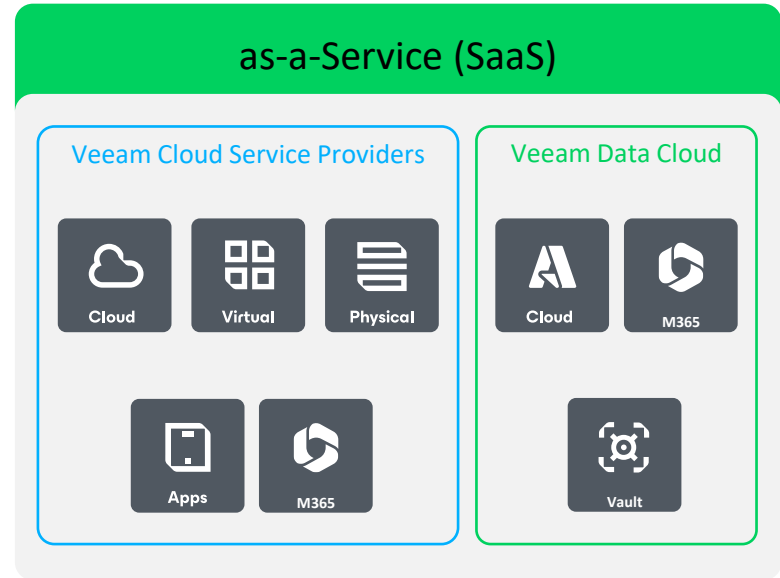 as-a-Service (SaaS)
Veeam Cloud Service Providers
Cloud
Virtual
Physical
Apps
M365
Veeam Data Cloud
Cloud
M365
Vault